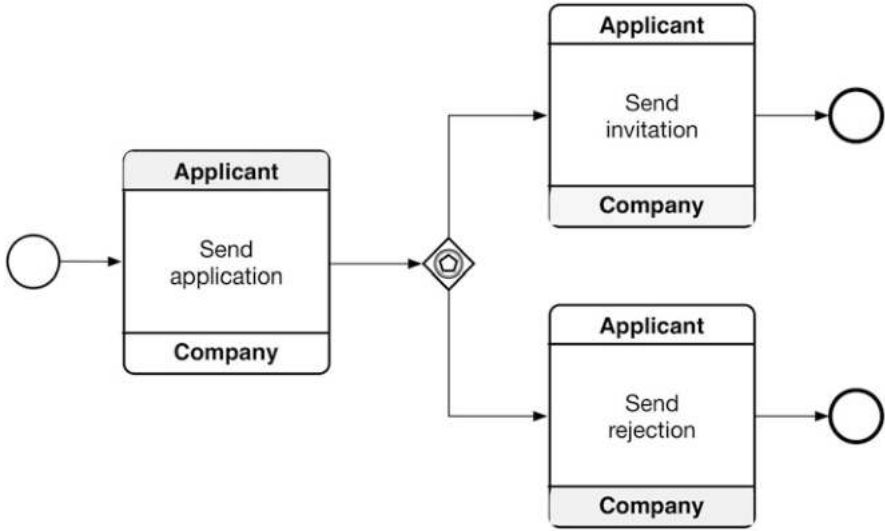 Applicant
Send
application
Company
Applicant
Send
invitation
Company
Applicant
Send
rejection
Company